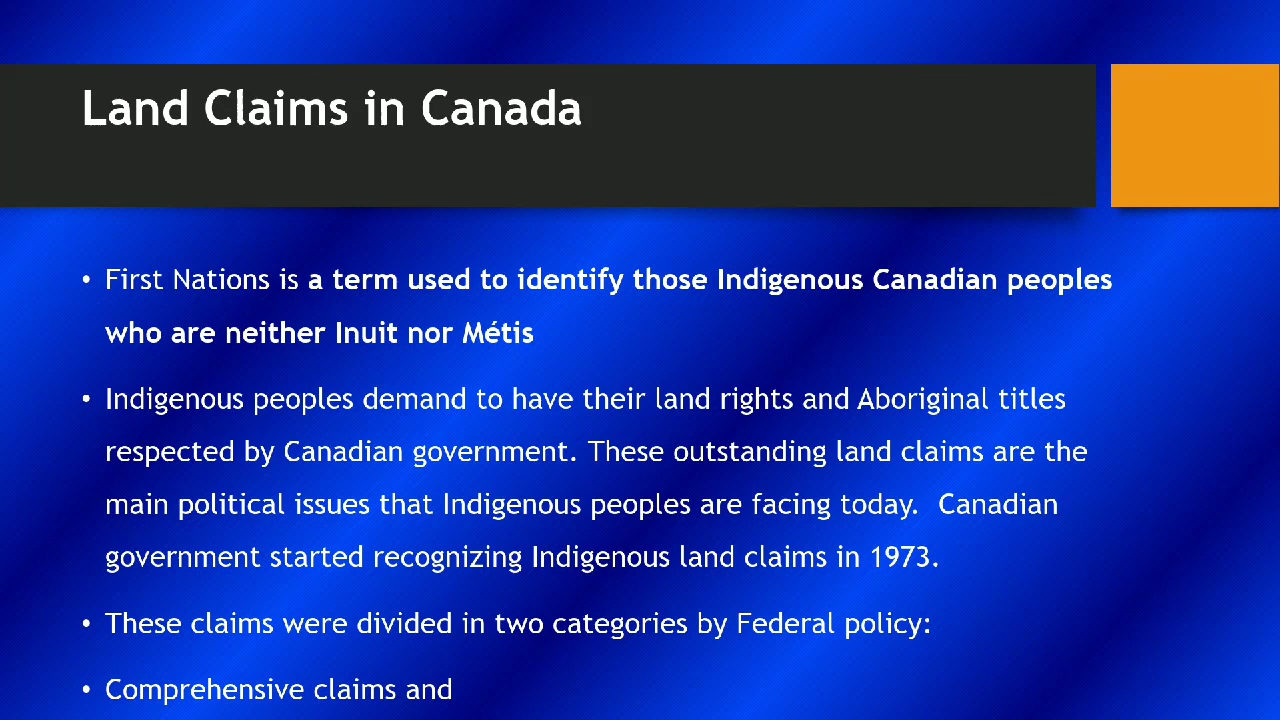 Land Claims in Canada
• First Nations is a term used to identify those Indigenous Canadian peoples
who are neither Inuit nor Métis
• Indigenous peoples demand to have their land rights and Aboriginal titles
respected by Canadian government. These outstanding land claims are the
main political issues that Indigenous peoples are facing today.  Canadian
government started recognizing Indigenous land claims in 1973.
• These claims were divided in two categories by Federal policy:
• Comprehensive claims and